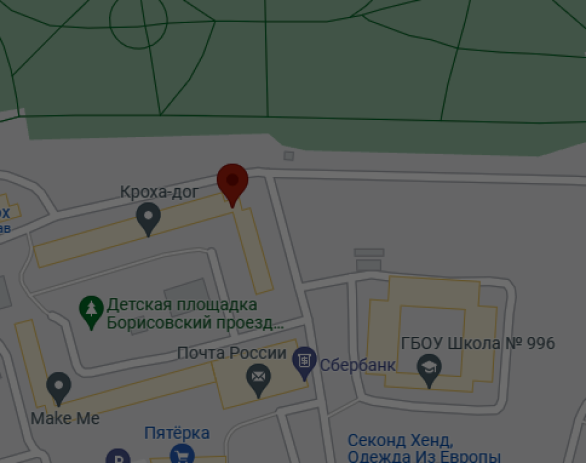 Кроха-дог
Детская площадка
Борисовский проезд...
ГБОУ Школа № 996
Почта России
Сбербанк
Make Me
Пятёрка
Секонд Хенд,
Одежда Из Европы